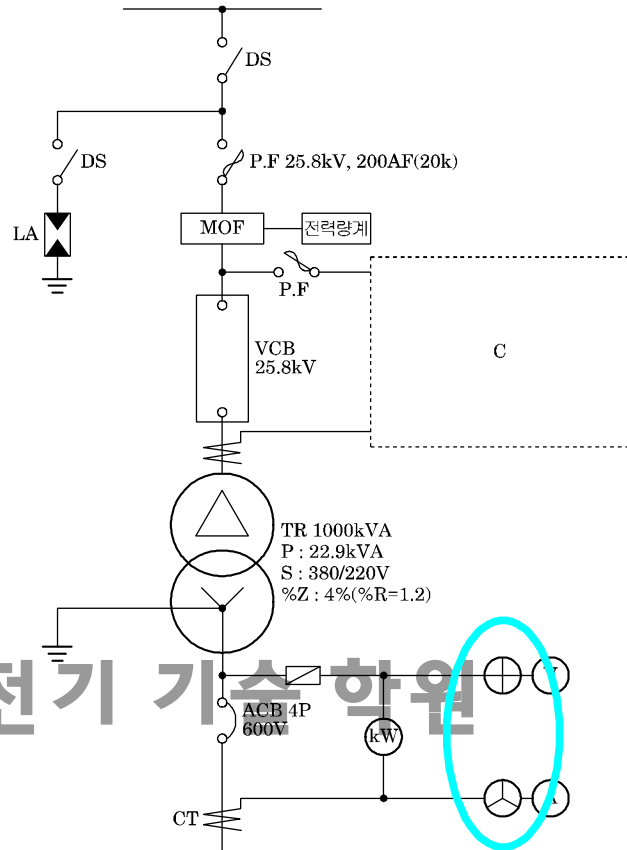 DS
DS
P.F 25.8kV, 200AF(20k)
LA
MOF
전력량계
P.F
C
VCB
25.8kV
TR 1000kVA
P : 22.9kVA
S : 380/220V
%Z : 4%(%R=1.2)
전기 기술 학원
V
ACB 4P
600V
kW
CT
A